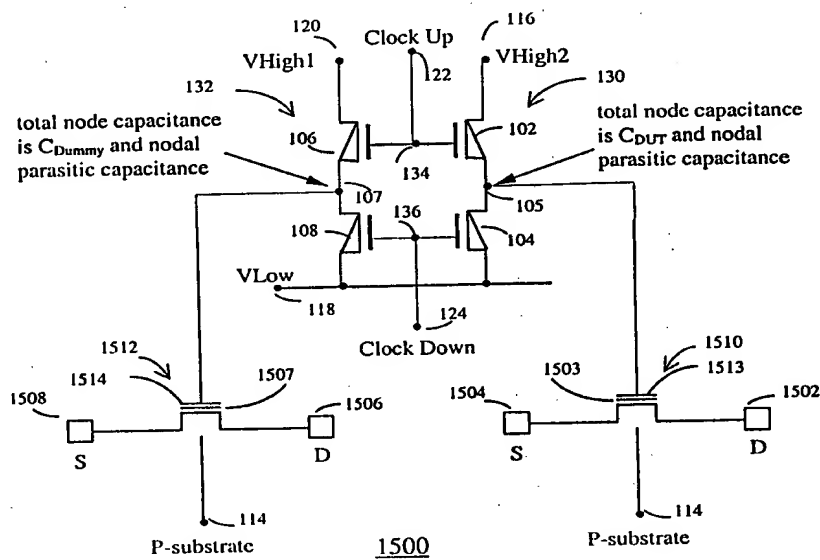 120
116
Clock Up
VHigh1
122
VHigh2
132
130
total node capacitance
is CDummy and nodal
parasitic capacitance
total node capacitance
is CDUT and nodal
parasitic capacitance
106
102
134
107
105
136
108
104
VLow
118
124
Clock Down
1512
1514
1507
1508
1506
S
D
114
P-substrate
1510
1503
1513
1504
1502
S
D
114
P-substrate
1500